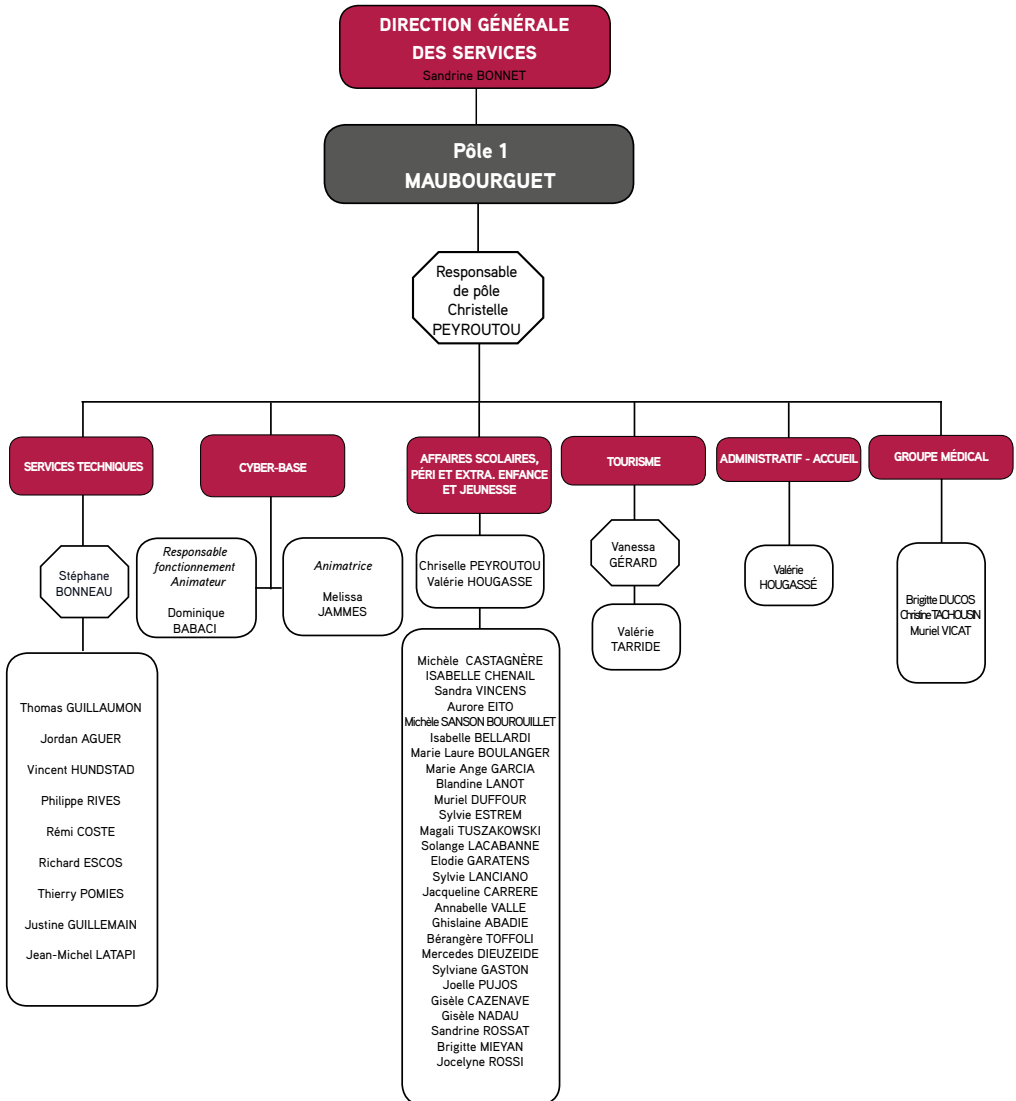 DIRECTION GÉNÉRALE
DES SERVICES
Sandrine BONNET
Pôle 1
MAUBOURGUET
Responsable
de pôle
Christelle
PEYROUTOU
SERVICES TECHNIQUES
Stéphane
BONNEAU
Thomas GUILLAUMON
Jordan AGUER
Vincent HUNDSTAD
Philippe RIVES
Rémi COSTE
Richard ESCOS
Thierry POMIES
Justine GUILLEMAIN
Jean-Michel LATAPI
CYBER-BASE
Responsable
fonctionnement
Animateur
Dominique
BABACI
Animatrice
Melissa
JAMMES
AFFAIRES SCOLAIRES,
PÉRI ET EXTRA. ENFANCE
ET JEUNESSE
Chriselle PEYROUTOU
Valérie HOUGASSE
Michèle CASTAGNÈRE
ISABELLE CHENAIL
Sandra VINCENS
Aurore EITO
Michèle SANSON BOUROUILLET
Isabelle BELLARDI
Marie Laure BOULANGER
Marie Ange GARCIA
Blandine LANOT
Muriel DUFFOUR
Sylvie ESTREM
Magali TUSZAKOWSKI
Solange LACABANNE
Elodie GARATENS
Sylvie LANCIANO
Jacqueline CARRERE
Annabelle VALLE
Ghislaine ABADIE
Bérangère TOFFOLI
Mercedes DIEUZEIDE
Sylviane GASTON
Joelle PUJOS
Gisèle CAZENAVE
Gisèle NADAU
Sandrine ROSSAT
Brigitte MIEYAN
Jocelyne ROSSI
TOURISME
Vanessa
GÉRARD
Valérie
TARRIDE
ADMINISTRATIF - ACCUEIL
Valérie
HOUGASSÉ
GROUPE MÉDICAL
Brigitte DUCOS
Christine TACHOUSIN
Muriel VICAT